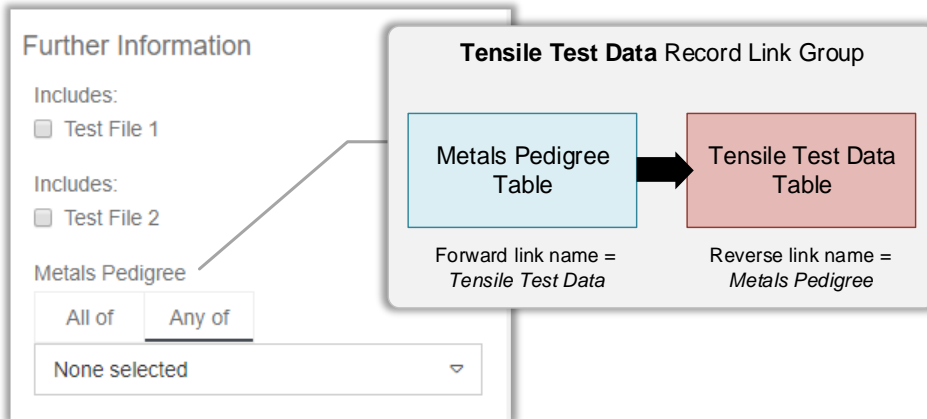 Further Information
Includes:
Test File 1
Includes:
Test File 2
Metals Pedigree
All of
Any of
None selected
Tensile Test Data Record Link Group
Metals Pedigree
Table
Tensile Test Data
Table
Forward link name =
Tensile Test Data
Reverse link name =
Metals Pedigree